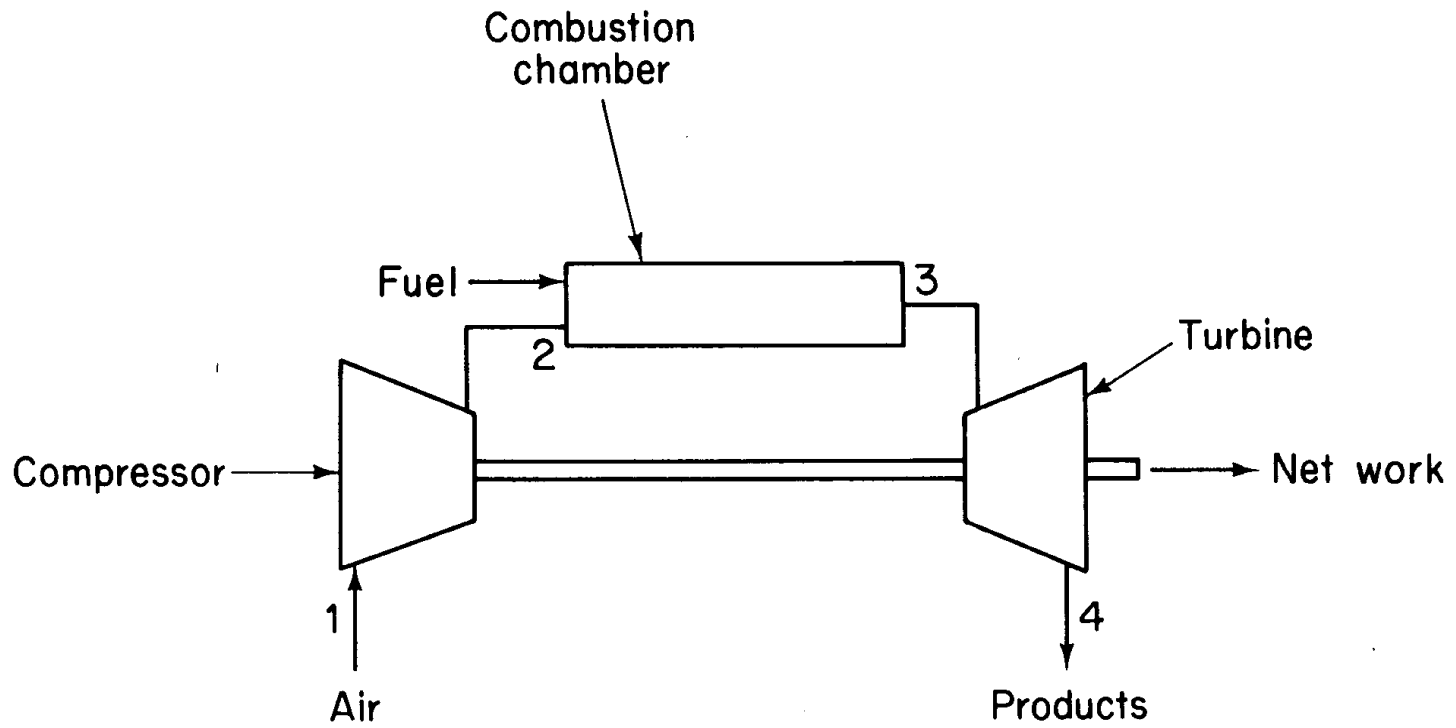 Combustion
chamber
Fuel
3
2
Turbine
Compressor
Net work
1
4
Air
Products